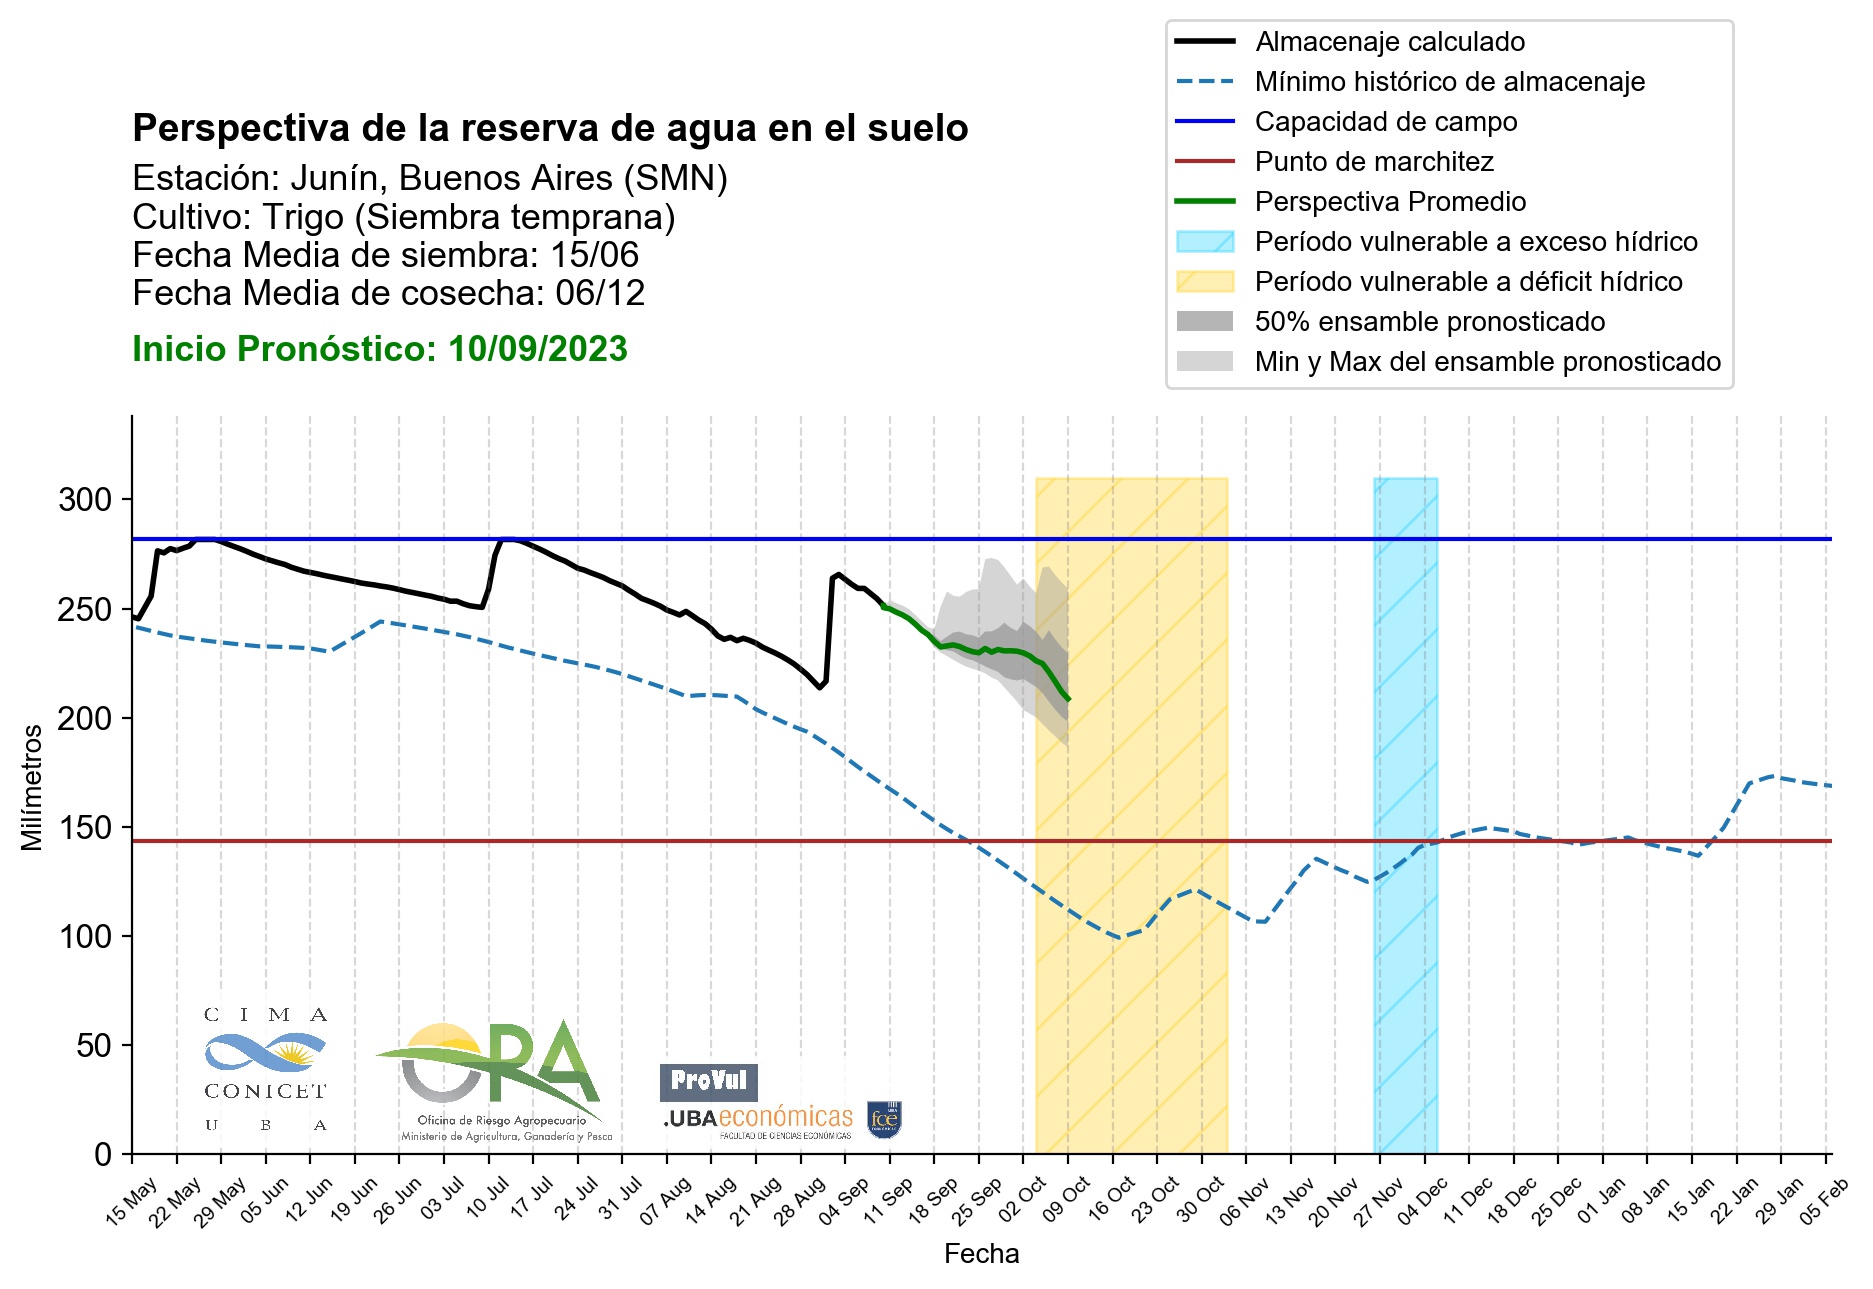 Almacenaje calculado
Mínimo histórico de almacenaje
Capacidad de campo
Punto de marchitez
Perspectiva Promedio
Período vulnerable a exceso hídrico
Período vulnerable a déficit hídrico
50% ensamble pronosticado
Min y Max del ensamble pronosticado
Perspectiva de la reserva de agua en el suelo
Estación: Junín, Buenos Aires (SMN)
Cultivo: Trigo (Siembra temprana)
Fecha Media de siembra: 15/06
Fecha Media de cosecha: 06/12
Inicio Pronóstico: 10/09/2023
Milímetros
300
250
200
150
100
50
0
CIMA
CONICET
UBA
ORA
Oficina de Riesgo Agropecuario
Ministerio de Agricultura, Ganadería y Pesca
ProVul
.UBAeconómicas
FACULTAD DE CIENCIAS ECONÓMICAS
UBA
fce
ECONÓMICAS
15 May
22 May
29 May
05 Jun
12 Jun
19 Jun
26 Jun
03 Jul
10 Jul
17 Jul
24 Jul
31 Jul
07 Aug
14 Aug
21 Aug
28 Aug
04 Sep
11 Sep
18 Sep
25 Sep
02 Oct
09 Oct
16 Oct
23 Oct
30 Oct
06 Nov
13 Nov
20 Nov
27 Nov
04 Dec
11 Dec
18 Dec
25 Dec
01 Jan
08 Jan
15 Jan
22 Jan
29 Jan
05 Feb
Fecha